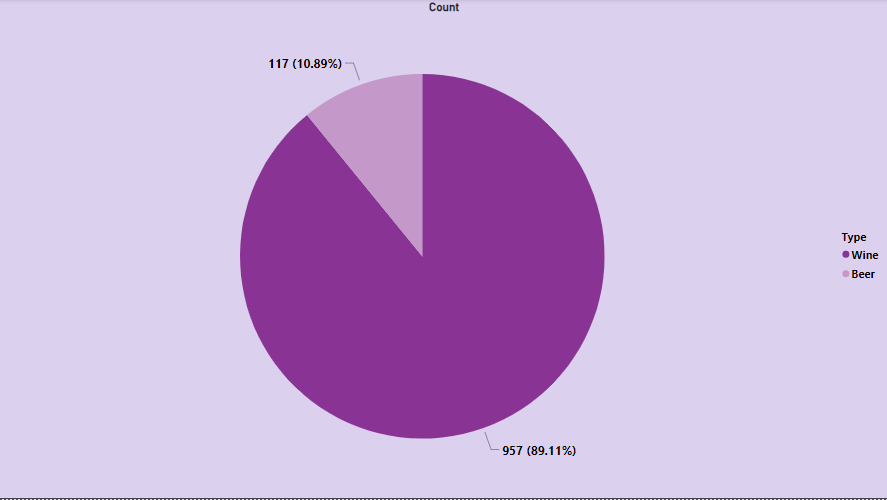 Count
117 (10.89%)
Type
Wine
Beer
957 (89.11%)